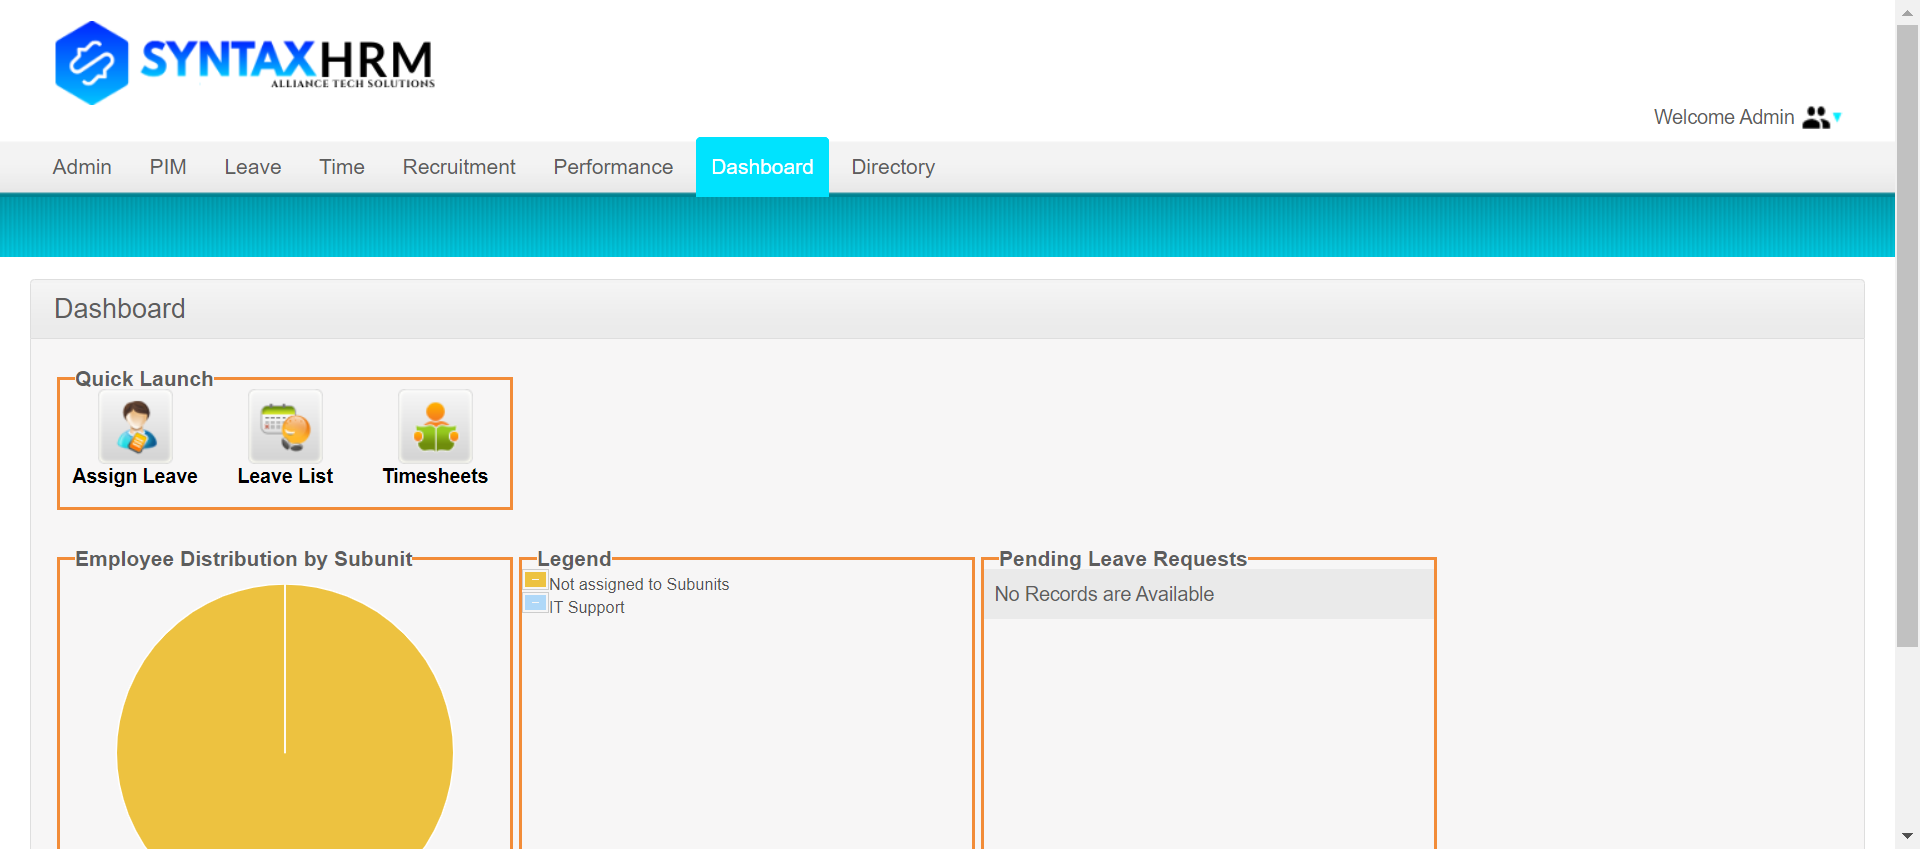 SYNTAXHRM
ALLIANCE TECH SOLUTIONS
Welcome Admin
Admin PIM Leave Time Recruitment Performance Dashboard Directory
Dashboard
Quick Launch
Assign Leave Leave List Timesheets
Employee Distribution by Subunit
Legend
Not assigned to Subunits
IT Support
Pending Leave Requests
No Records are Available